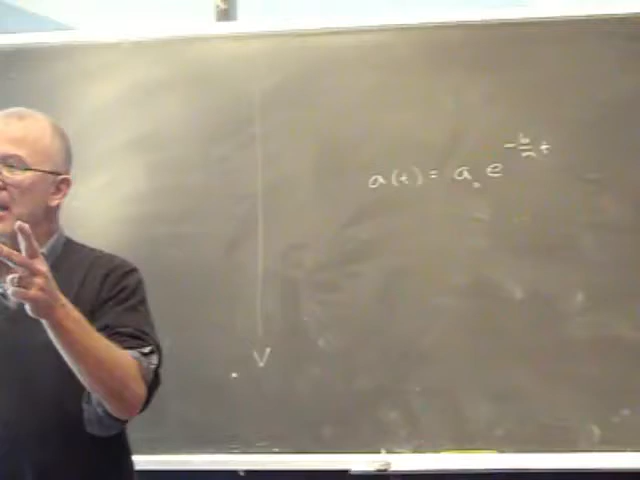 a(t) = a₀ e^(-b/m t)
V